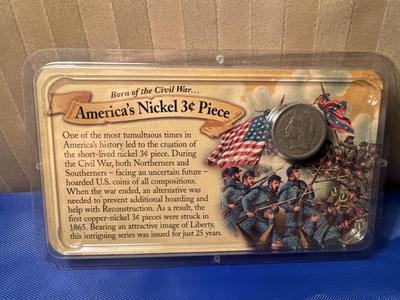 Born of the Civil War...
America's Nickel 3¢ Piece
One of the most tumultuous times in
America's history led to the creation of
the short-lived nickel 3¢ piece. During
the Civil War, both Northerners and
Southerners – facing an uncertain future –
hoarded U.S. coins of all compositions.
When the war ended, an alternative was
needed to prevent additional hoarding and
help with Reconstruction. As a result, the
first copper-nickel 3¢ pieces were struck in
1865. Bearing an attractive image of Liberty,
this intriguing series was issued for just 25 years.